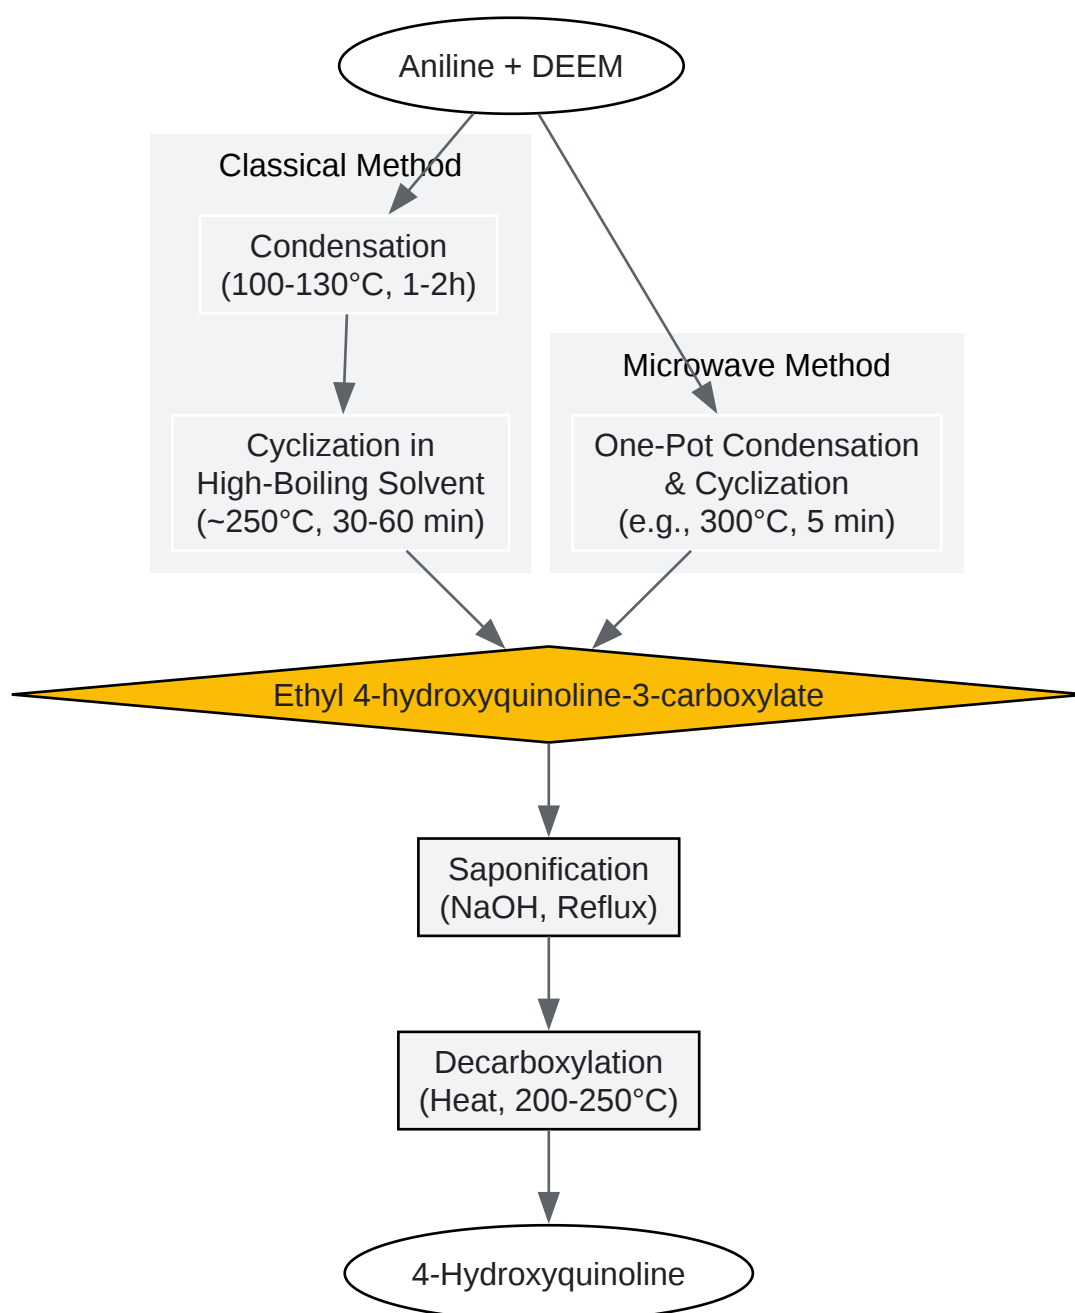 Aniline + DEEM
Classical Method
Condensation
(100-130°C, 1-2h)
Microwave Method
Cyclization in
High-Boiling Solvent
(~250°C, 30-60 min)
One-Pot Condensation
& Cyclization
(e.g., 300°C, 5 min)
Ethyl 4-hydroxyquinoline-3-carboxylate
Saponification
(NaOH, Reflux)
Decarboxylation
(Heat, 200-250°C)
4-Hydroxyquinoline